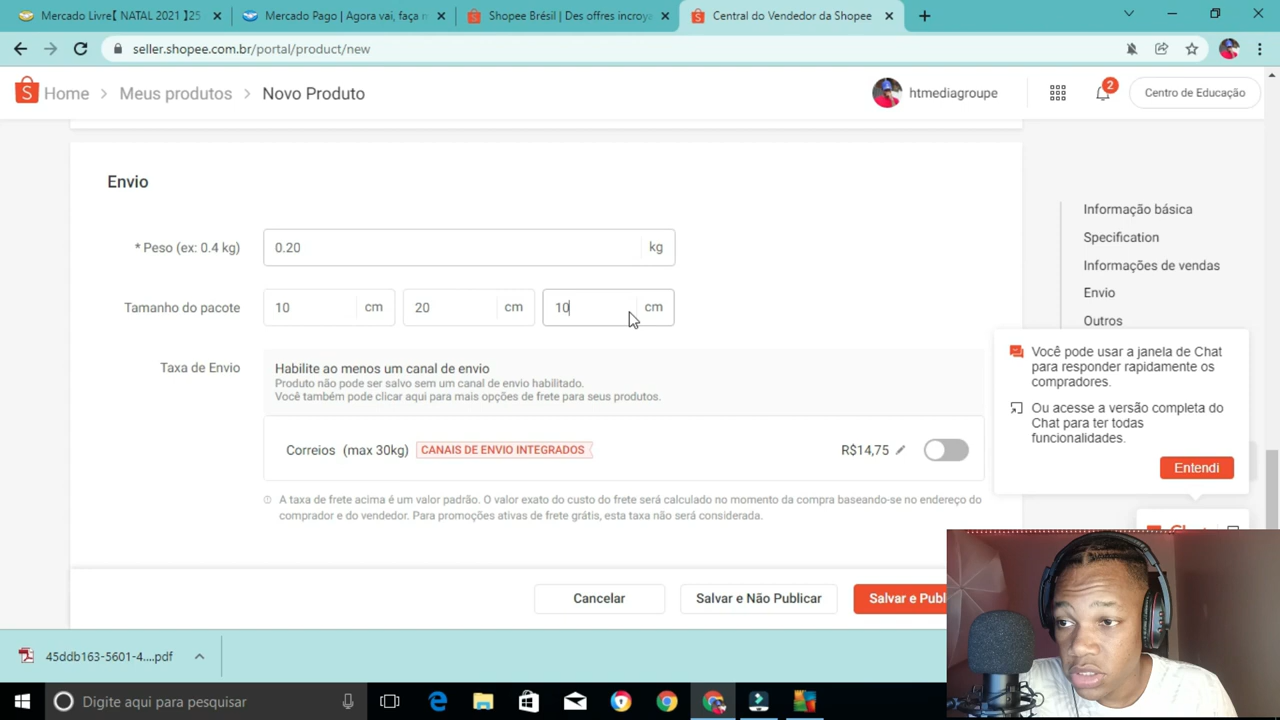 Mercado Livre【 NATAL 2021 】25
Mercado Pago | Agora vai, faça m
Shopee Brésil | Des offres incroya
Central do Vendedor da Shopee
seller.shopee.com.br/portal/product/new
Home > Meus produtos > Novo Produto
htmediagroupe
2
Centro de Educação
Envio
* Peso (ex: 0.4 kg)
0.20
kg
Tamanho do pacote
10
cm
20
cm
10
cm
Taxa de Envio
Habilite ao menos um canal de envio
Produto não pode ser salvo sem um canal de envio habilitado.
Você também pode clicar aqui para mais opções de frete para seus produtos.
Correios (max 30kg)
CANAIS DE ENVIO INTEGRADOS
R$14,75
A taxa de frete acima é um valor padrão. O valor exato do custo do frete será calculado no momento da compra baseando-se no endereço do
comprador e do vendedor. Para promoções ativas de frete grátis, esta taxa não será considerada.
Informação básica
Specification
Informações de vendas
Envio
Outros
Você pode usar a janela de Chat
para responder rapidamente os
compradores.
Ou acesse a versão completa do
Chat para ter todas
funcionalidades.
Entendi
Cancelar
Salvar e Não Publicar
Salvar e Publ
45ddb163-5601-4....pdf
Digite aqui para pesquisar